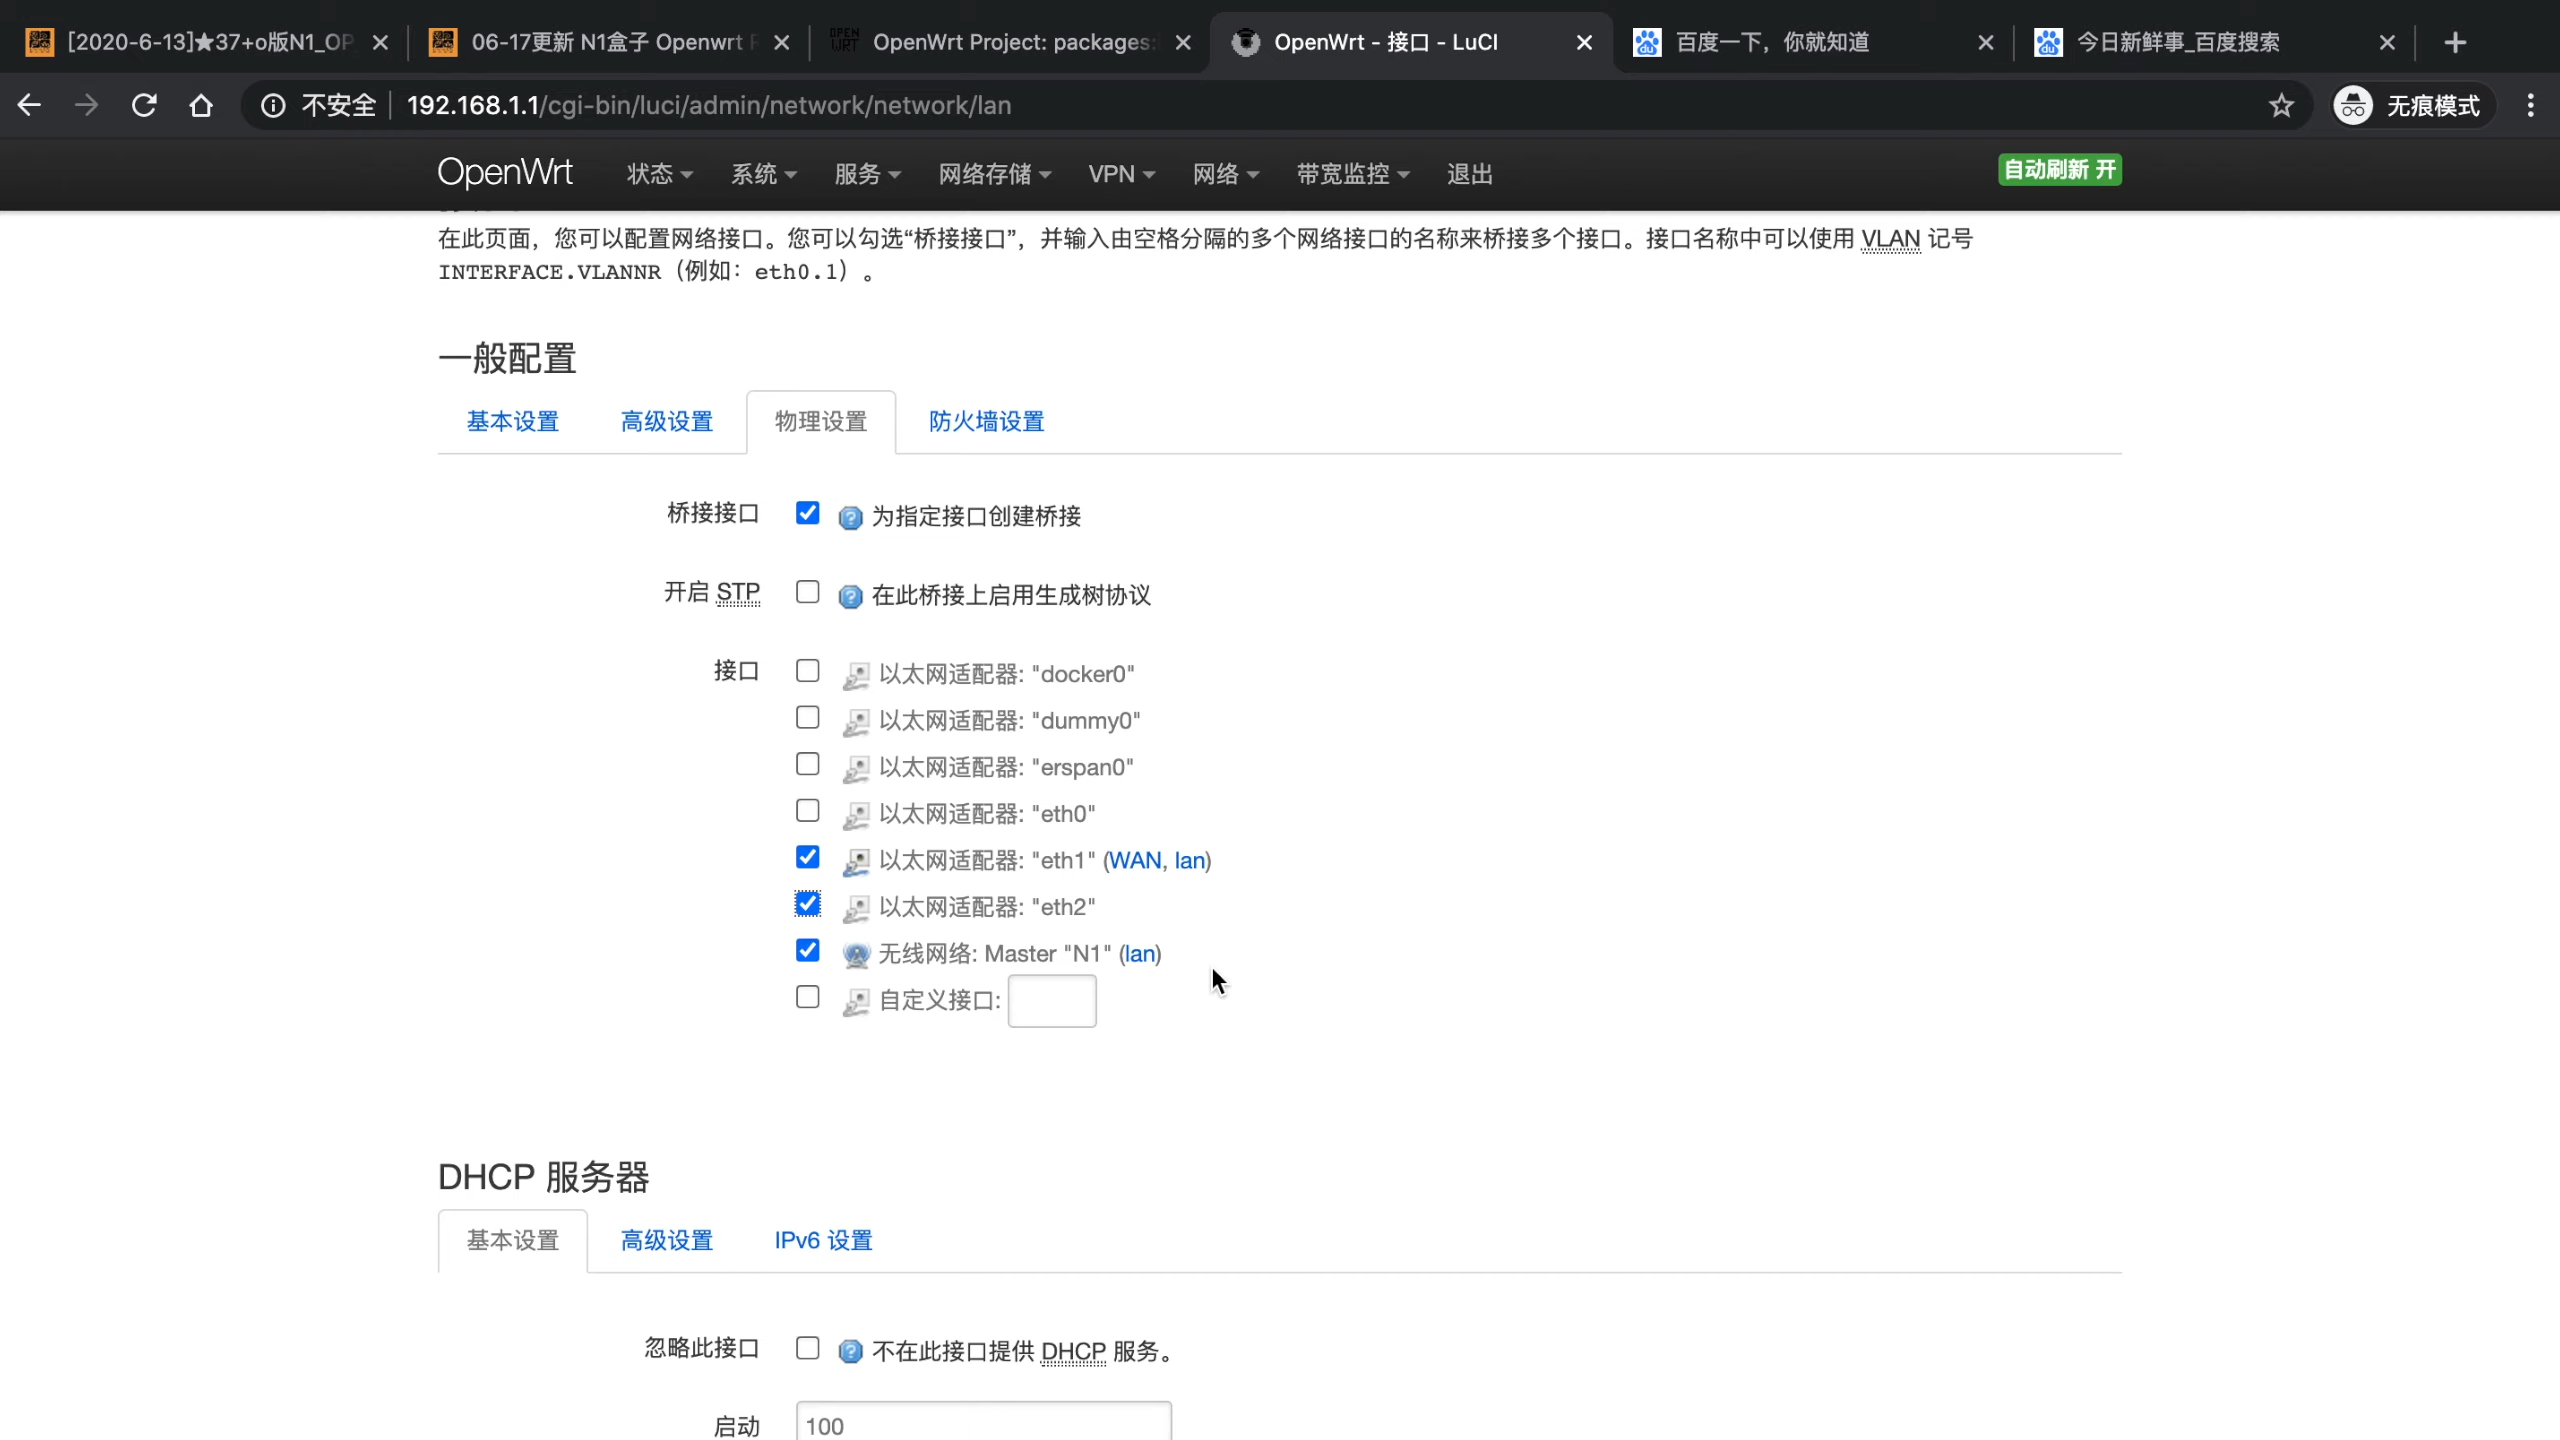 [2020-6-13]★37+o版N1_OP
06-17更新 N1盒子 Openwrt F
OpenWrt Project: packages:
OpenWrt - 接口 - LuCI
百度一下，你就知道
今日新鲜事_百度搜索
不安全 192.168.1.1/cgi-bin/luci/admin/network/network/lan 无痕模式
OpenWrt 状态 系统 服务 网络存储 VPN 网络 带宽监控 退出 自动刷新 开
在此页面，您可以配置网络接口。您可以勾选“桥接接口”，并输入由空格分隔的多个网络接口的名称来桥接多个接口。接口名称中可以使用 VLAN 记号
INTERFACE.VLANNR（例如：eth0.1）。
一般配置
基本设置 高级设置 物理设置 防火墙设置
桥接接口 为指定接口创建桥接
开启 STP 在此桥接上启用生成树协议
接口 以太网适配器: "docker0"
以太网适配器: "dummy0"
以太网适配器: "erspan0"
以太网适配器: "eth0"
以太网适配器: "eth1" (WAN, lan)
以太网适配器: "eth2"
无线网络: Master "N1" (lan)
自定义接口:
DHCP 服务器
基本设置 高级设置 IPv6 设置
忽略此接口 不在此接口提供 DHCP 服务。
启动 100